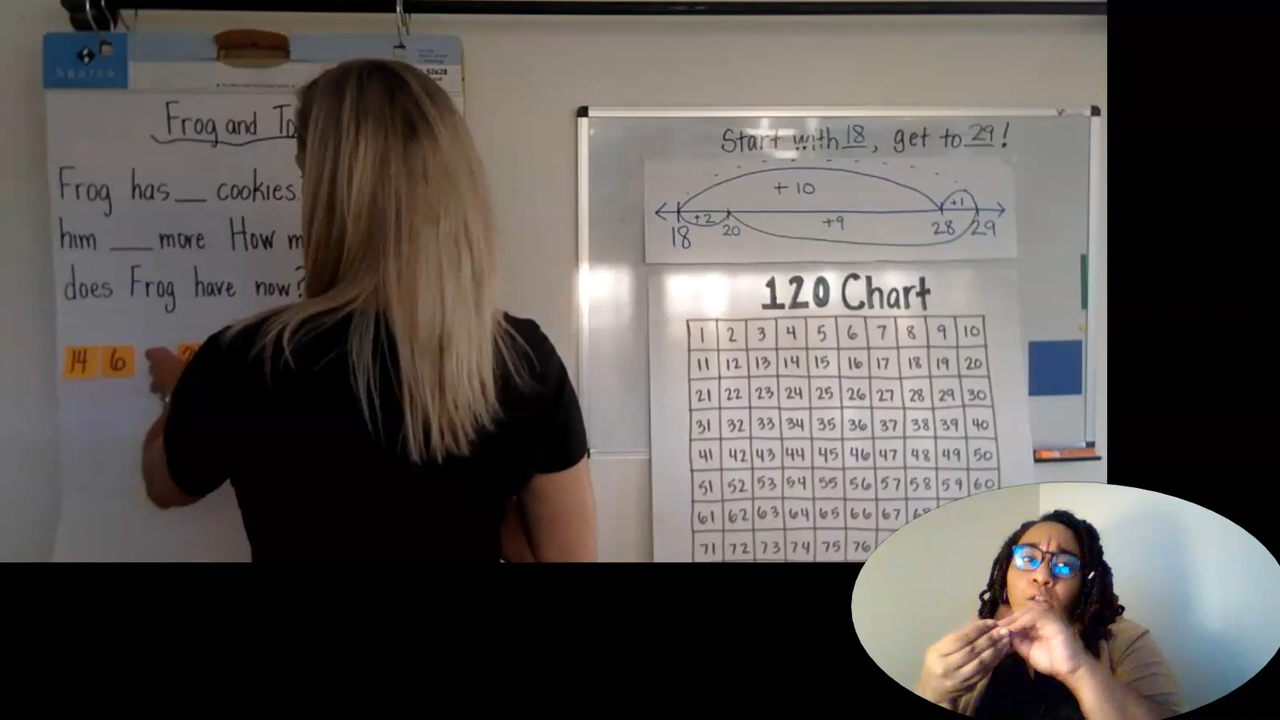 Sparco
Frog and
Frog has __ cookies.
him __ more. How
does Frog have now?
14 6
Start with 18, get to 29!
+10
+1
+2
+9
18
20
28
29
120 Chart
1 2 3 4 5 6 7 8 9 10
11 12 13 14 15 16 17 18 19 20
21 22 23 24 25 26 27 28 29 30
31 32 33 34 35 36 37 38 39 40
41 42 43 44 45 46 47 48 49 50
51 52 53 54 55 56 57 58 59 60
61 62 63 64 65 66 67
71 72 73 74 75 76